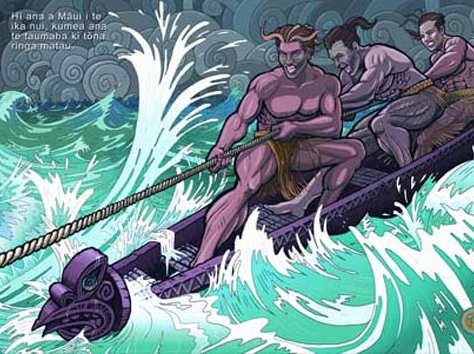 Hī ana a Māui i te
ika nui, kumea ana
te taumaha ki tōna
ringa matau.